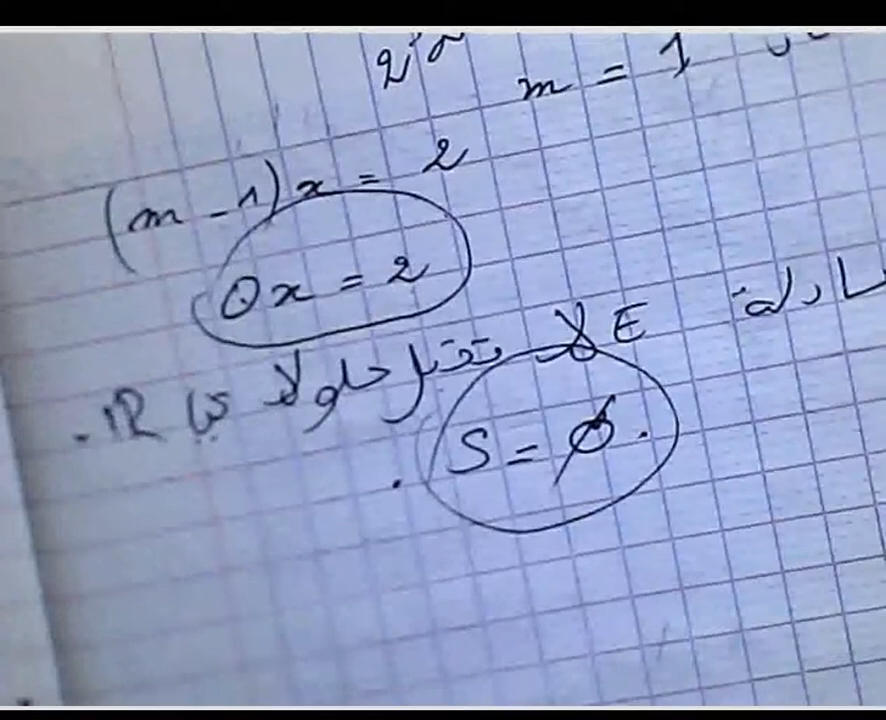 m = 1
(m - 1)x = 2
0x = 2
E لا تقبل حلولا في IR.
S = ∅.